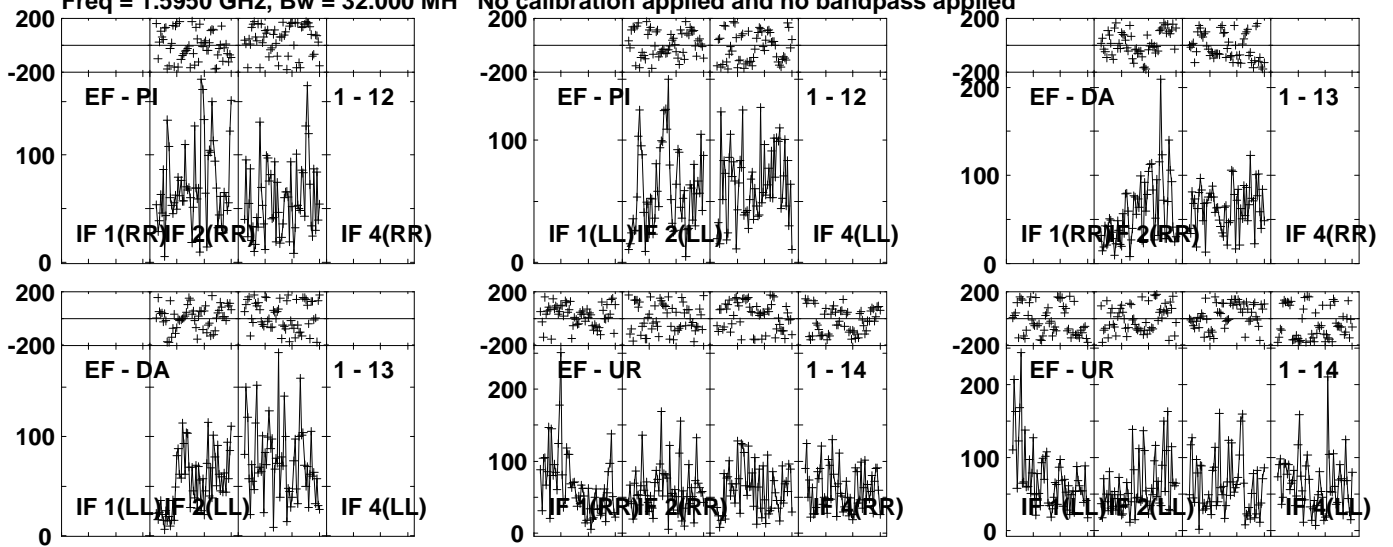 Freq = 1.5950 GHz, Bw = 32.000 MH No calibration applied and no bandpass applied
200
-200
EF - PI 1 - 12
100
IF 1(RR) IF 2(RR) IF 4(RR)
0
200
-200
EF - PI 1 - 12
100
IF 1(LL) IF 2(LL) IF 4(LL)
0
200
-200
200
EF - DA 1 - 13
100
IF 1(RR) IF 2(RR) IF 4(RR)
0
200
-200
EF - DA 1 - 13
100
IF 1(LL) IF 2(LL) IF 4(LL)
0
200
-200
EF - UR 1 - 14
200
100
IF 1(RR) IF 2(RR) IF 4(RR)
0
200
-200
EF - UR 1 - 14
200
100
IF 1(LL) IF 2(LL) IF 4(LL)
0